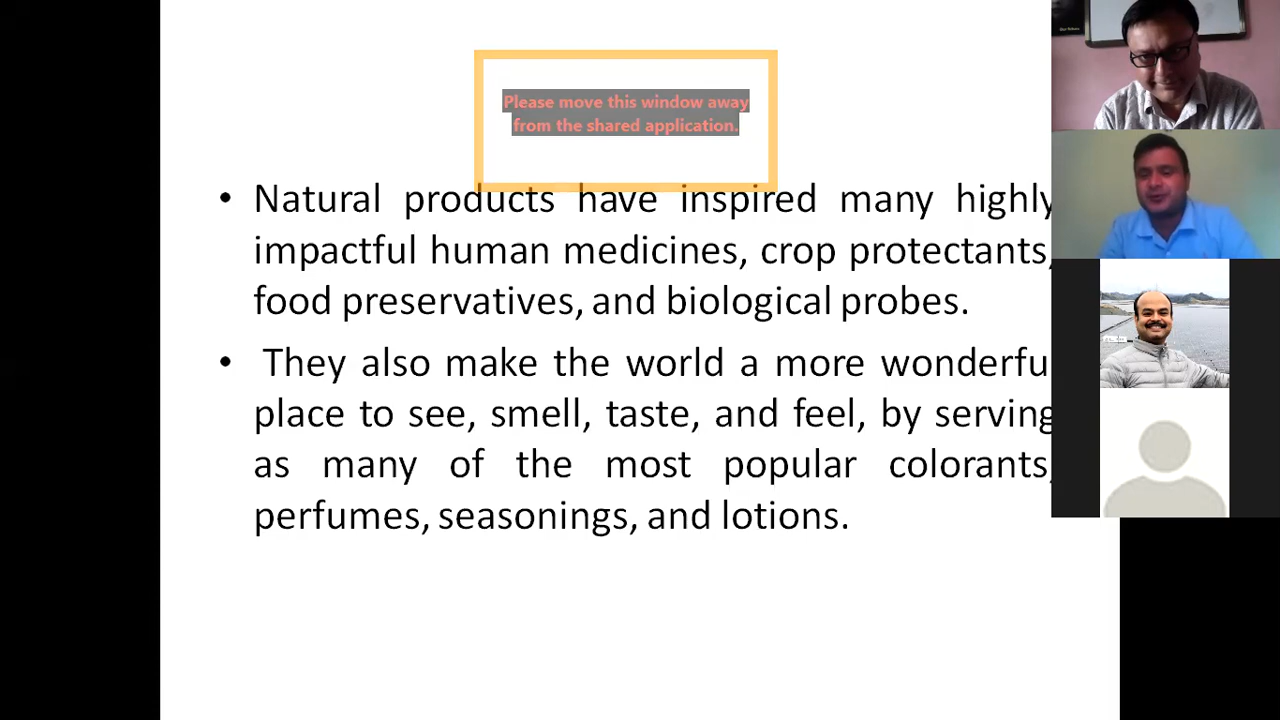 Please move this window away
from the shared application.
• Natural products have inspired many highly
impactful human medicines, crop protectants,
food preservatives, and biological probes.
• They also make the world a more wonderfu
place to see, smell, taste, and feel, by serving
as many of the most popular colorants,
perfumes, seasonings, and lotions.